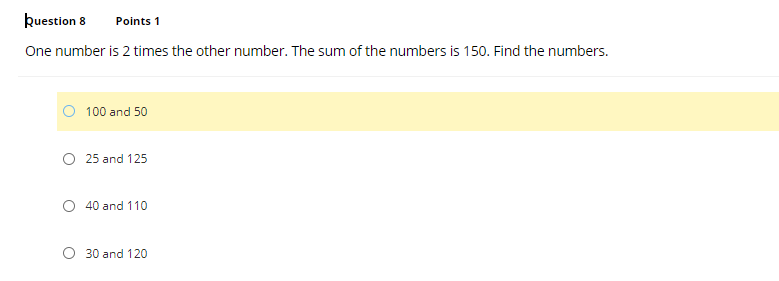 Question 8 Points 1
One number is 2 times the other number. The sum of the numbers is 150. Find the numbers.
100 and 50
25 and 125
40 and 110
30 and 120